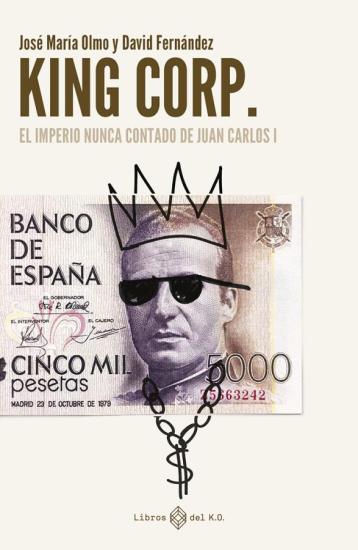 José María Olmo y David Fernández
KING CORP.
EL IMPERIO NUNCA CONTADO DE JUAN CARLOS I
BANCO
DE
ESPAÑA
EL GOBERNADOR
EL INTERVENTOR
EL CAJERO
CINCO MIL
pesetas
5000
MADRID 23 DE OCTUBRE DE 1979
Z5563242
$
Libros del K.O.